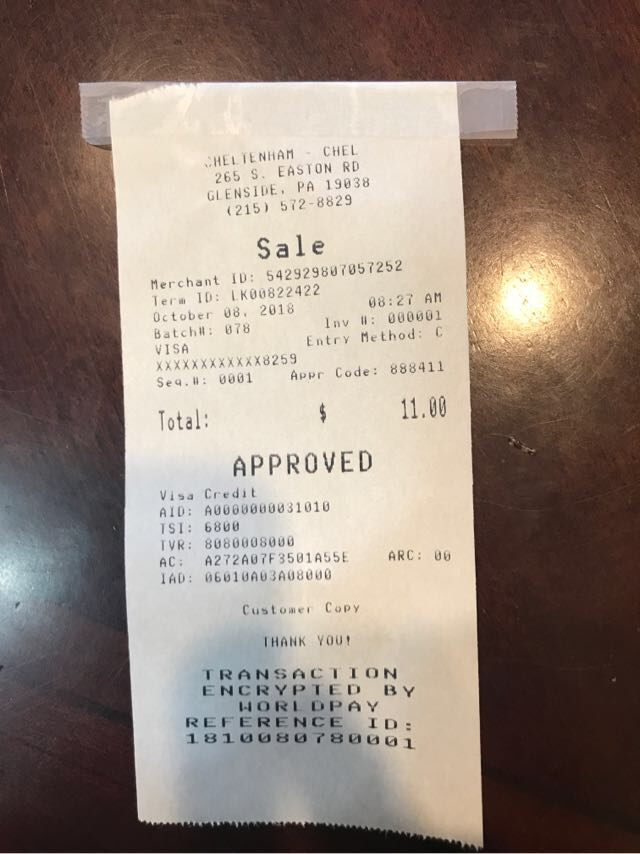 CHELTENHAM - CHEL
265 S. EASTON RD
GLENSIDE, PA 19038
(215) 572-8829
Sale
Merchant ID: 542929807057252
Term ID: LK00822422
October 08, 2018 08:27 AM
Batch#: 078 Inv #: 000001
VISA Entry Method: C
XXXXXXXXXXXX8259
Seq.#: 0001 Appr Code: 888411
Total: $ 11.00
APPROVED
Visa Credit
AID: A0000000031010
TSI: 6800
TVR: 8080008000
AC: A272A07F3501A55E ARC: 00
IAD: 06010A03A08000
Customer Copy
THANK YOU!
TRANSACTION
ENCRYPTED BY
WORLDPAY
REFERENCE ID:
1810080780001